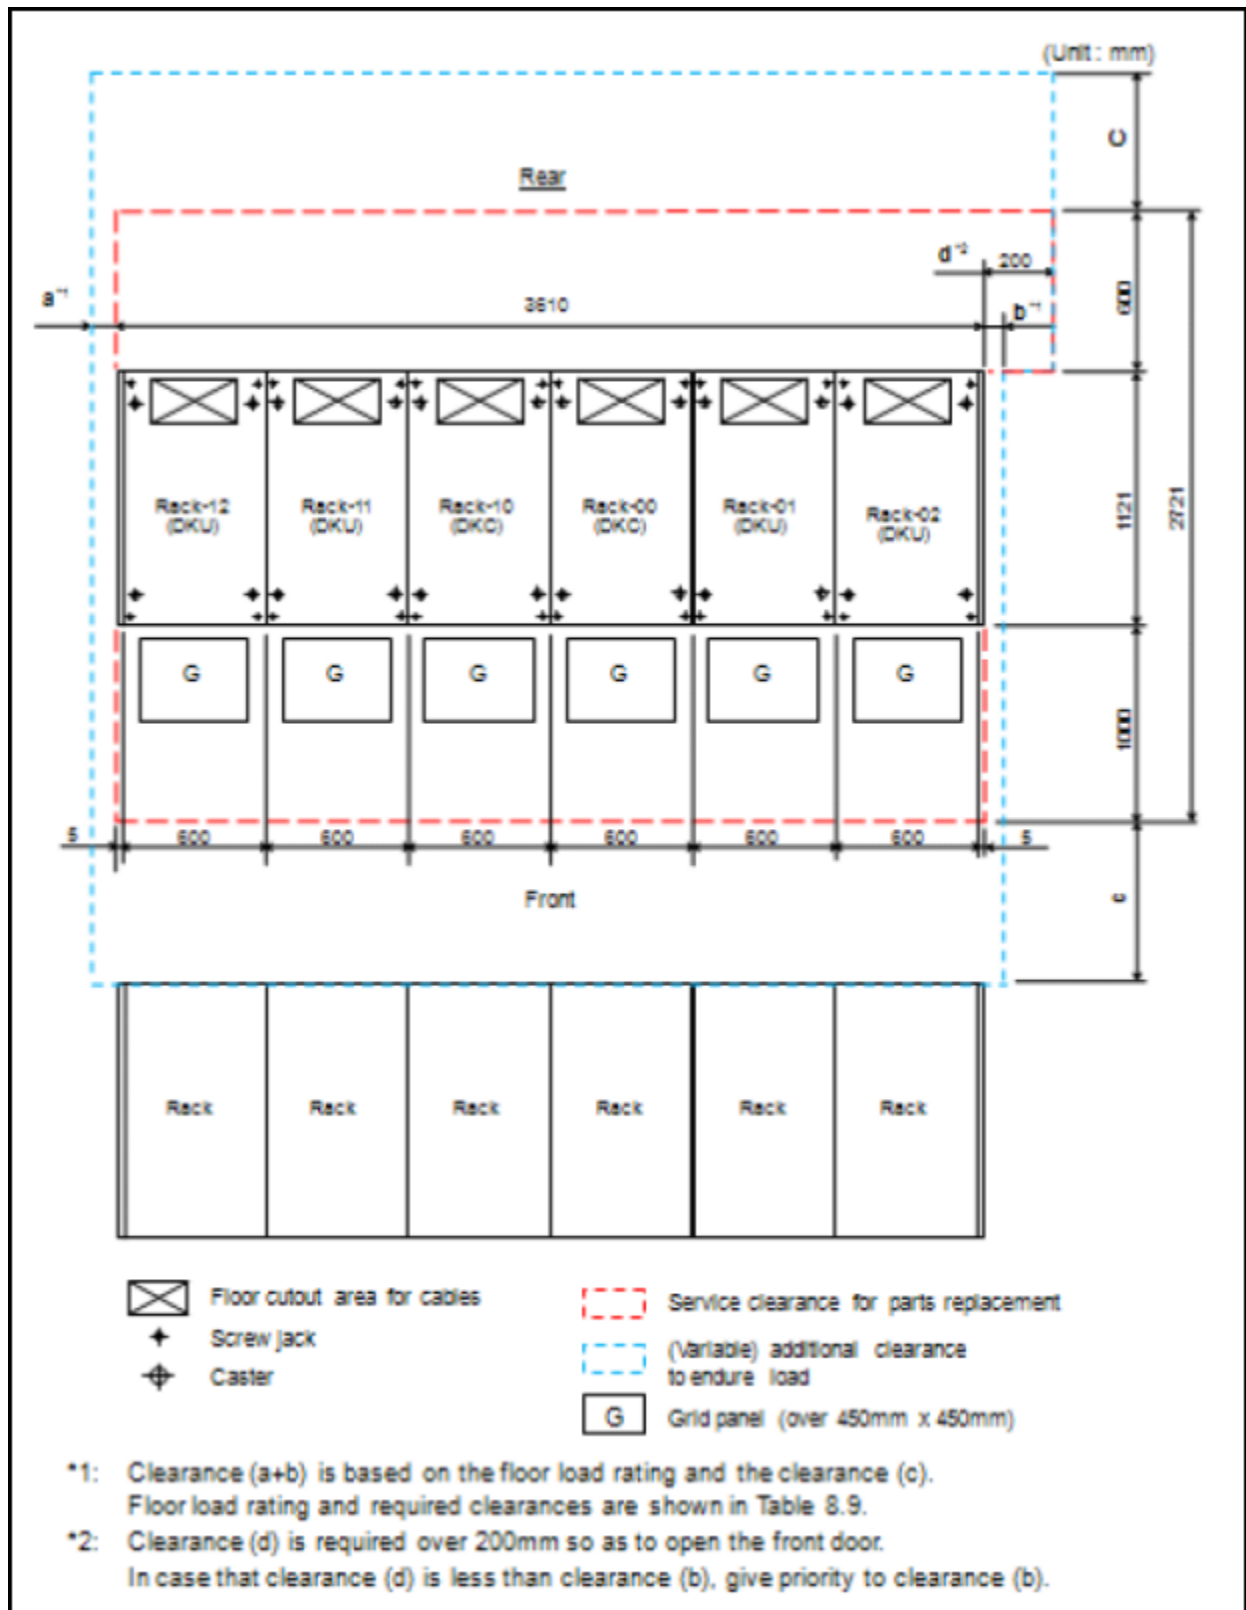 (Unit : mm)
C
Rear
d *2
200
a *1
3610
b *1
600
Rack-12
(DKU)
Rack-11
(DKU)
Rack-10
(DKC)
Rack-00
(DKC)
Rack-01
(DKU)
Rack-02
(DKU)
1121
2721
G G G G G G
1000
5 600 600 600 600 600 600 5
Front
c
Rack Rack Rack Rack Rack Rack
Floor cutout area for cables
Screw jack
Caster
Service clearance for parts replacement
(Variable) additional clearance
to endure load
G Grid panel (over 450mm x 450mm)
*1: Clearance (a+b) is based on the floor load rating and the clearance (c).
Floor load rating and required clearances are shown in Table 8.9.
*2: Clearance (d) is required over 200mm so as to open the front door.
In case that clearance (d) is less than clearance (b), give priority to clearance (b).